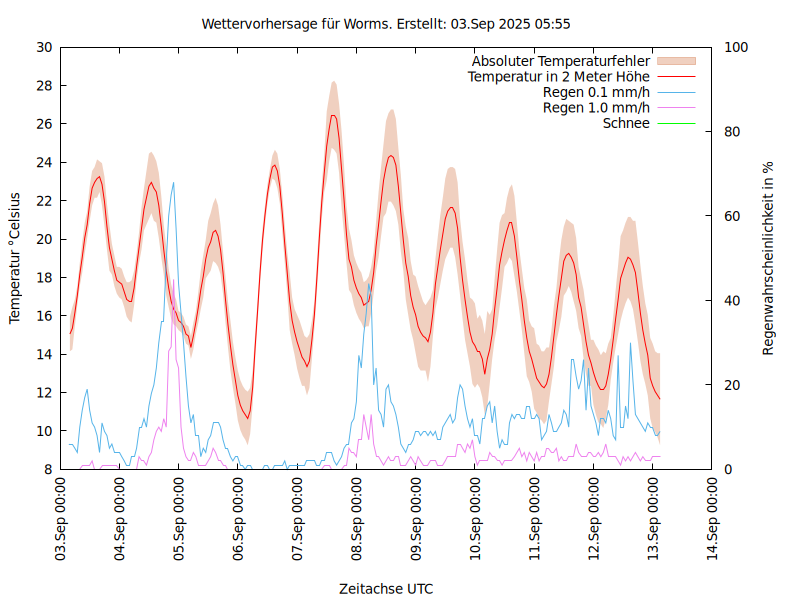 Wettervorhersage für Worms. Erstellt: 03.Sep 2025 05:55
Absoluter Temperaturfehler
Temperatur in 2 Meter Höhe
Regen 0.1 mm/h
Regen 1.0 mm/h
Schnee
Temperatur °Celsius
30
28
26
24
22
20
18
16
14
12
10
8
Regenwahrscheinlichkeit in %
100
80
60
40
20
0
03.Sep 00:00
04.Sep 00:00
05.Sep 00:00
06.Sep 00:00
07.Sep 00:00
08.Sep 00:00
09.Sep 00:00
10.Sep 00:00
11.Sep 00:00
12.Sep 00:00
13.Sep 00:00
14.Sep 00:00
Zeitachse UTC